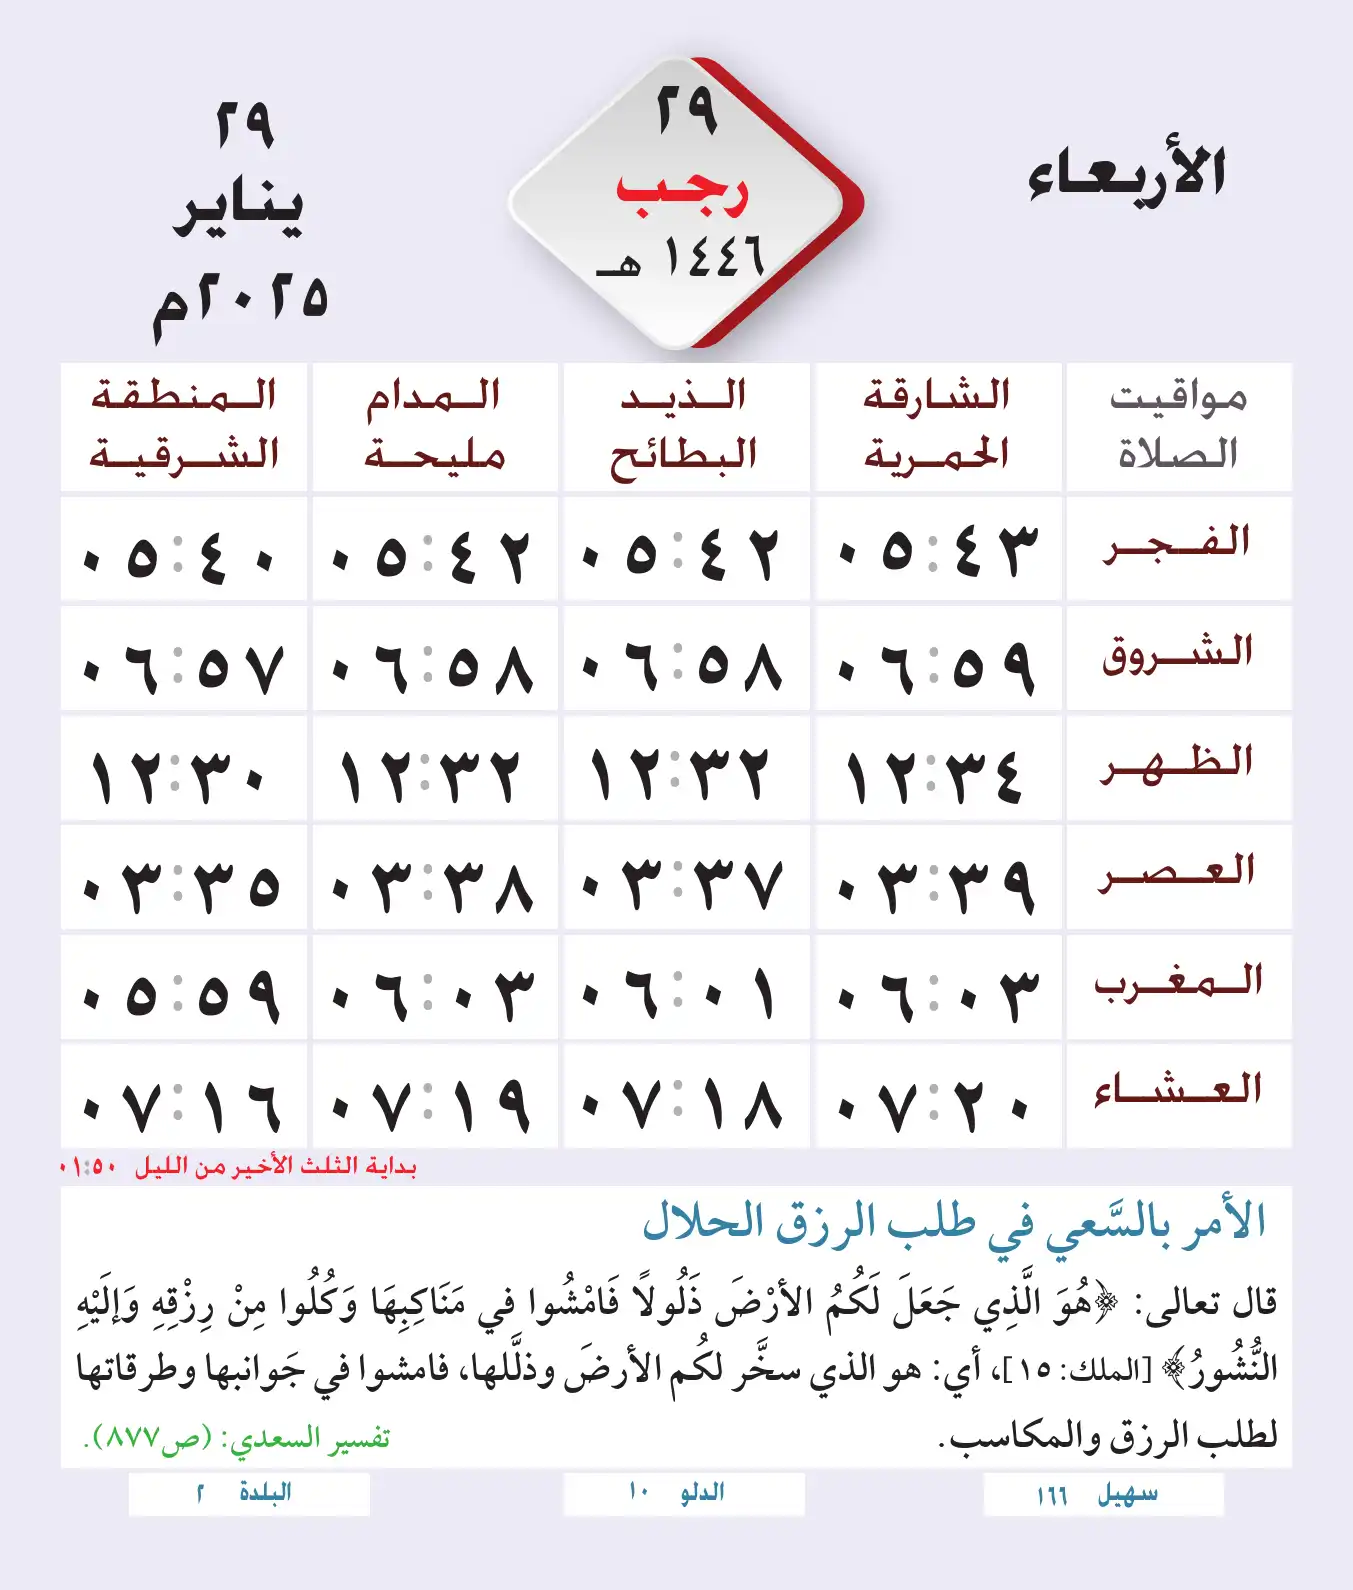 الأربعاء
٢٩
رجب
١٤٤٦ هـ
٢٩
يناير
٢٠٢٥م
مواقيت الصلاة
الشارقة الحمرية
الذيد البطائح
المدام مليحة
المنطقة الشرقية
الفجر ٠٥:٤٣ ٠٥:٤٢ ٠٥:٤٢ ٠٥:٤٠
الشروق ٠٦:٥٩ ٠٦:٥٨ ٠٦:٥٨ ٠٦:٥٧
الظهر ١٢:٣٤ ١٢:٣٢ ١٢:٣٢ ١٢:٣٠
العصر ٠٣:٣٩ ٠٣:٣٧ ٠٣:٣٨ ٠٣:٣٥
المغرب ٠٦:٠٣ ٠٦:٠١ ٠٦:٠٣ ٠٥:٥٩
العشاء ٠٧:٢٠ ٠٧:١٨ ٠٧:١٩ ٠٧:١٦
بداية الثلث الأخير من الليل ٠١:٥٠
الأمر بالسَّعي في طلب الرزق الحلال
قال تعالى: ﴿هُوَ الَّذِي جَعَلَ لَكُمُ الأَرْضَ ذَلُولاً فَامْشُوا فِي مَنَاكِبِهَا وَكُلُوا مِنْ رِزْقِهِ وَإلَيْهِ
النُّشُورُ﴾ [الملك: ١٥]، أي: هو الذي سخَّر لكُم الأرضَ وذلَّلها، فامشوا في جَوانبها وطرقاتها
لطلب الرزق والمكاسب.
تفسير السعدي: (ص٨٧٧).
سهيل ١٦٦
الدلو ١٠
البلدة ٢